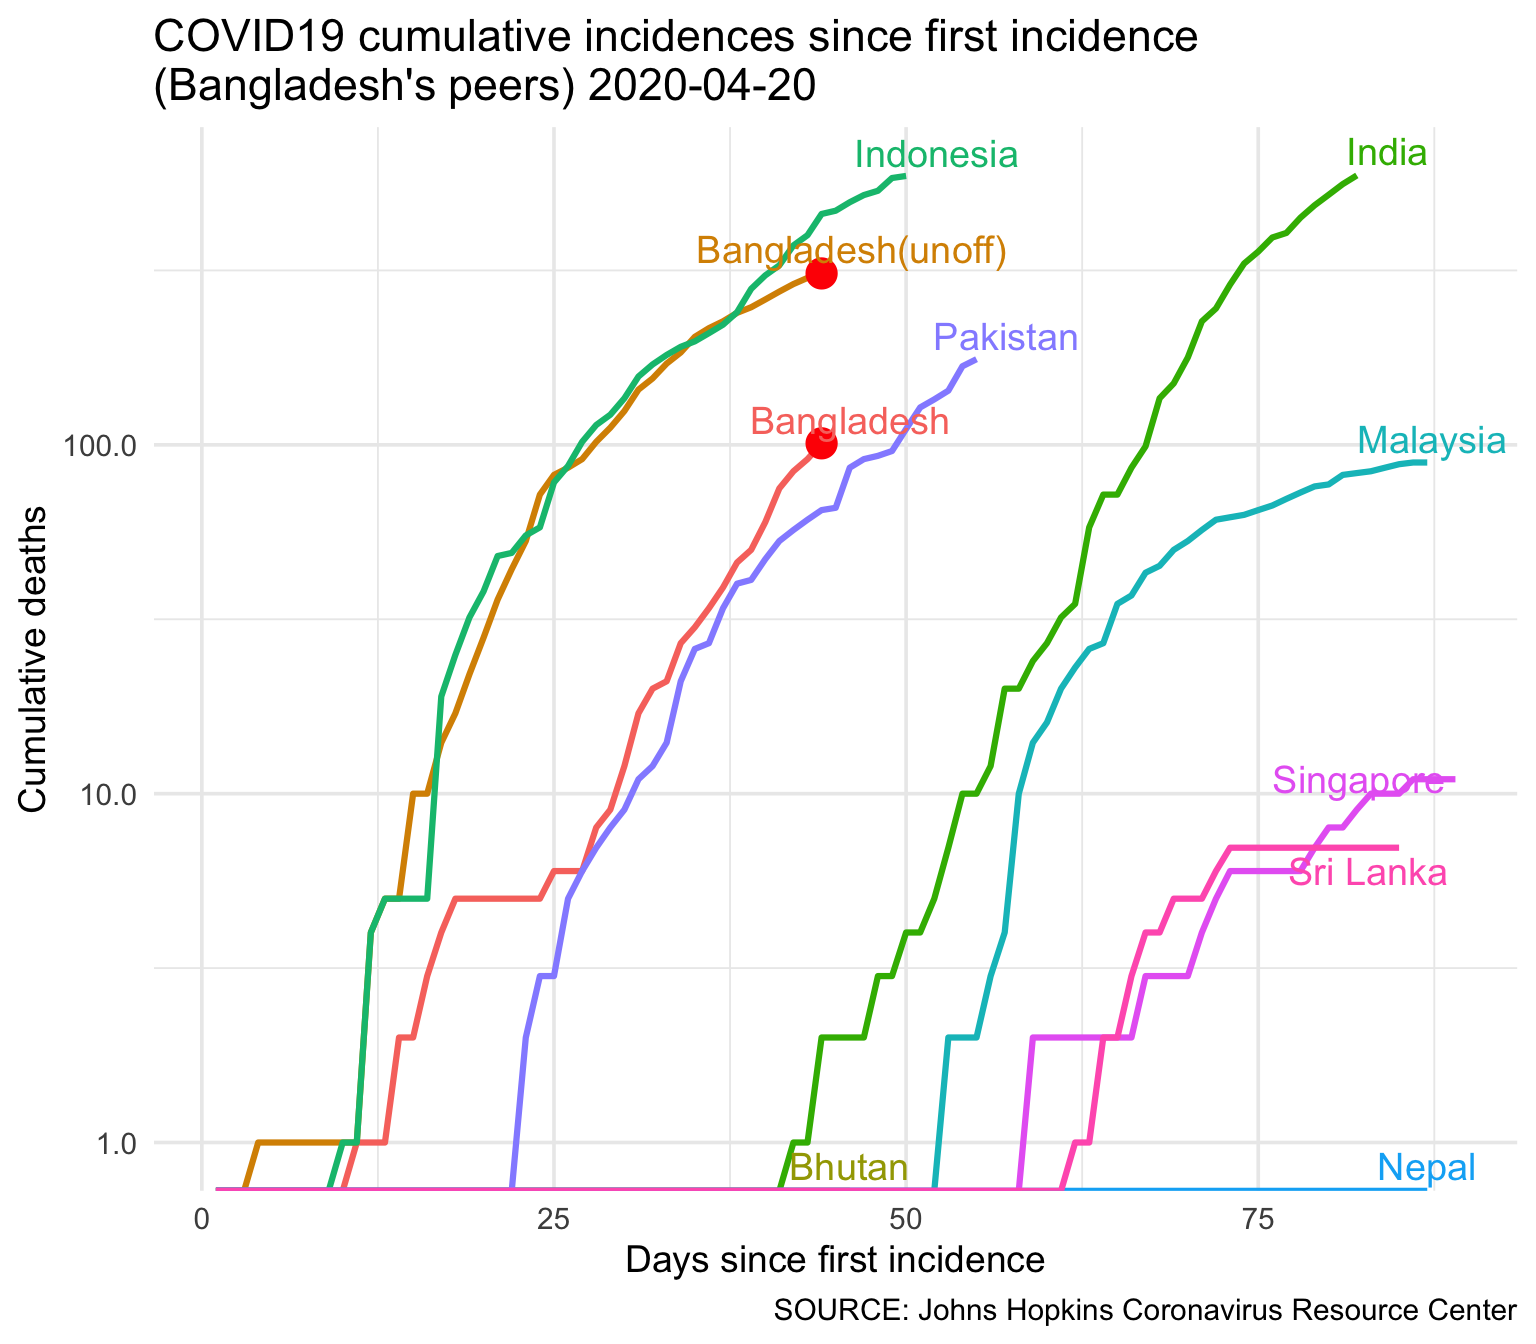 COVID19 cumulative incidences since first incidence
(Bangladesh's peers) 2020-04-20
Indonesia
India
Bangladesh(unoff)
Pakistan
Bangladesh
Malaysia
Singapore
Sri Lanka
Bhutan
Nepal
Cumulative deaths
100.0
10.0
1.0
0
25
50
75
Days since first incidence
SOURCE: Johns Hopkins Coronavirus Resource Center